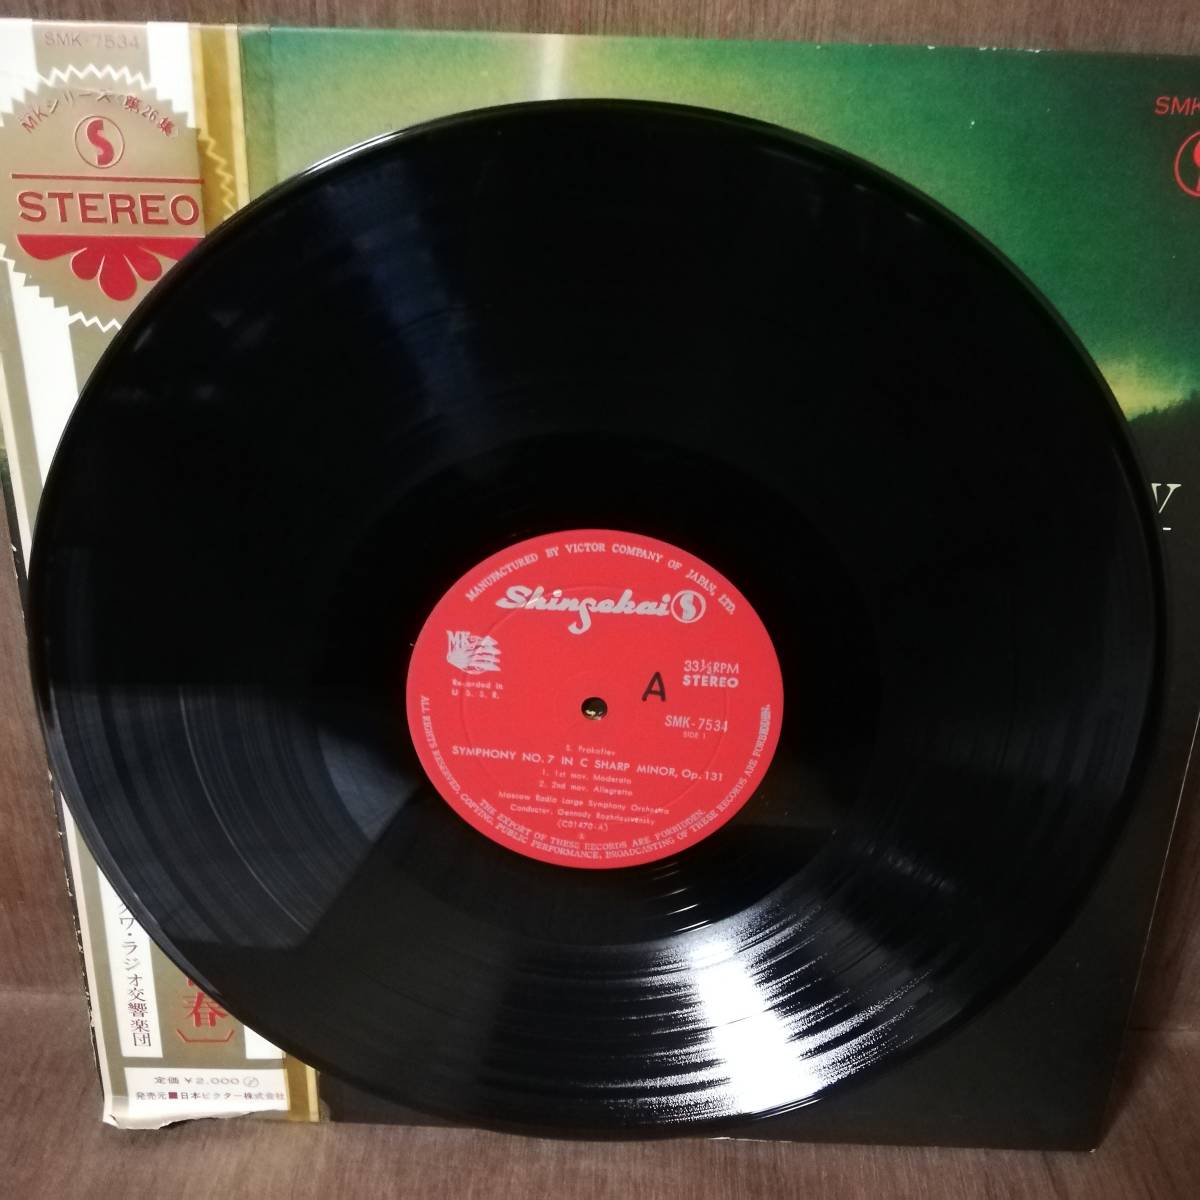 SMK-7534
MKシリーズ〈第26集〉
S
STEREO
ワ・ラジオ交響楽団
春〕
定価 ¥2,000
発売元■日本ビクター株式会社
SMK
V
MANUFACTURED BY VICTOR COMPANY OF JAPAN, LTD.
Shinsekai S
MK
Recorded in
U. S. S. R.
A
33⅓RPM
STEREO
SMK-7534
SIDE 1
S. Prokofiev
SYMPHONY NO. 7 IN C SHARP MINOR, Op. 131
1. 1st mov. Moderato
2. 2nd mov. Allegretto
Moscow Radio Large Symphony Orchestra
Conductor, Gennady Rozhdestvensky
(C01470-A)
THE EXPORT OF THESE RECORDS ARE FORBIDDEN.
ALL RIGHTS RESERVED, COPYING, PUBLIC PERFORMANCE, BROADCASTING OF THESE RECORDS ARE FORBIDDEN.